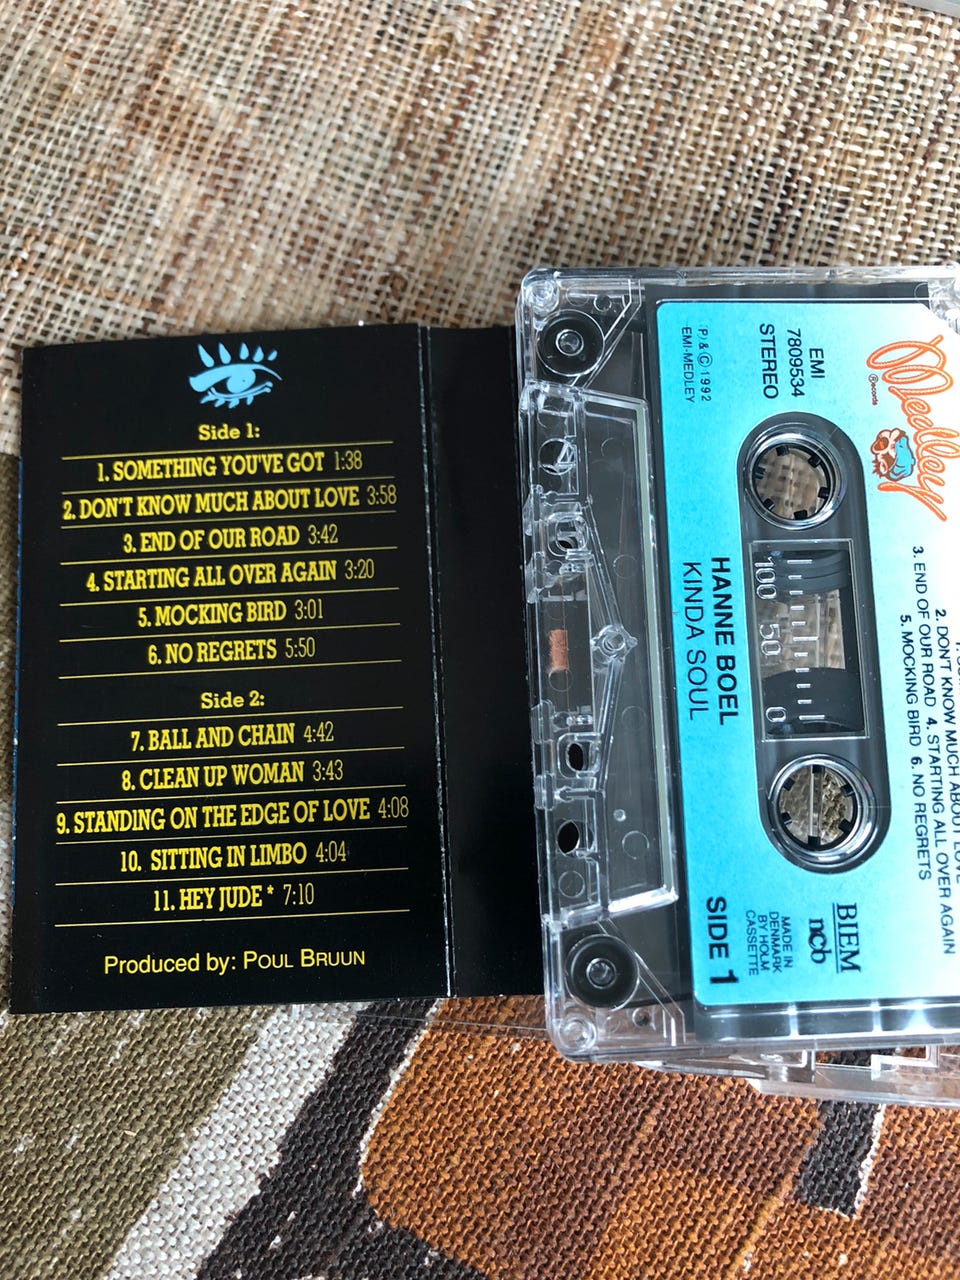 Side 1:
1. SOMETHING YOU'VE GOT 1:38
2. DON'T KNOW MUCH ABOUT LOVE 3:58
3. END OF OUR ROAD 3:42
4. STARTING ALL OVER AGAIN 3:20
5. MOCKING BIRD 3:01
6. NO REGRETS 5:50
Side 2:
7. BALL AND CHAIN 4:42
8. CLEAN UP WOMAN 3:43
9. STANDING ON THE EDGE OF LOVE 4:08
10. SITTING IN LIMBO 4:04
11. HEY JUDE * 7:10
Produced by: POUL BRUUN
Medley
Records
EMI
7809534
STEREO
℗ & © 1992
EMI-MEDLEY
2. DON'T KNOW MUCH ABOUT LOVE
3. END OF OUR ROAD 4. STARTING ALL OVER AGAIN
5. MOCKING BIRD 6. NO REGRETS
100 50 0
HANNE BOEL
KINDA SOUL
BIEM
ncb
MADE IN
DENMARK
BY HOLM
CASSETTE
SIDE 1